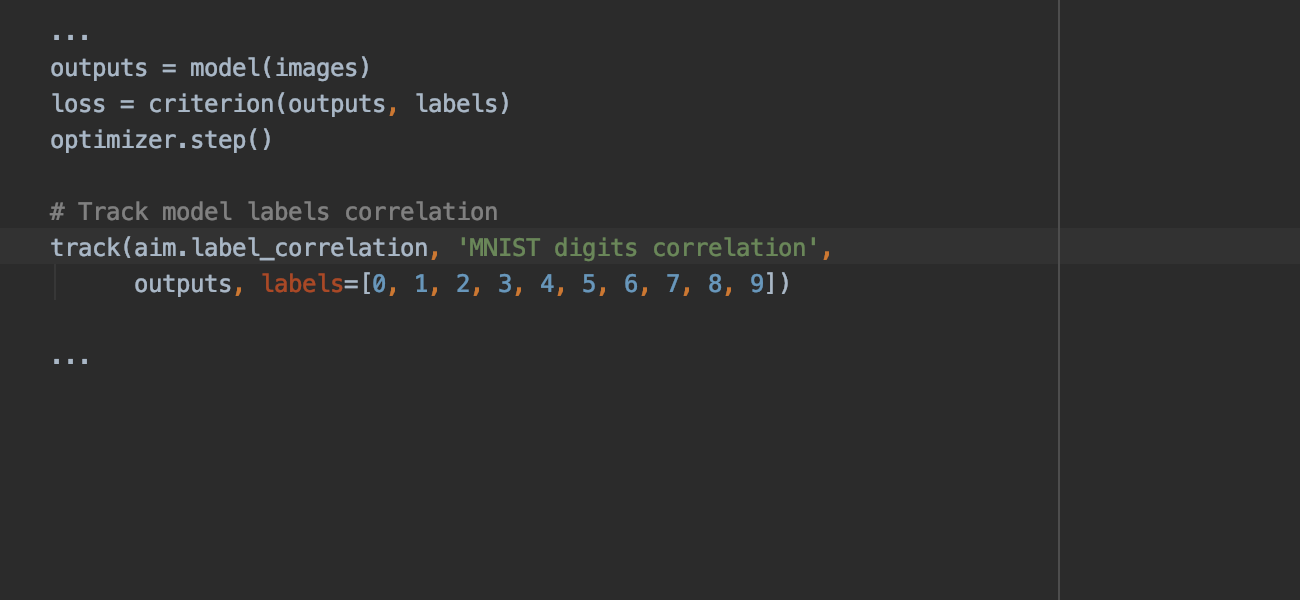 ...
outputs = model(images)
loss = criterion(outputs, labels)
optimizer.step()
# Track model labels correlation
track(aim.label_correlation, 'MNIST digits correlation',
outputs, labels=[0, 1, 2, 3, 4, 5, 6, 7, 8, 9])
...